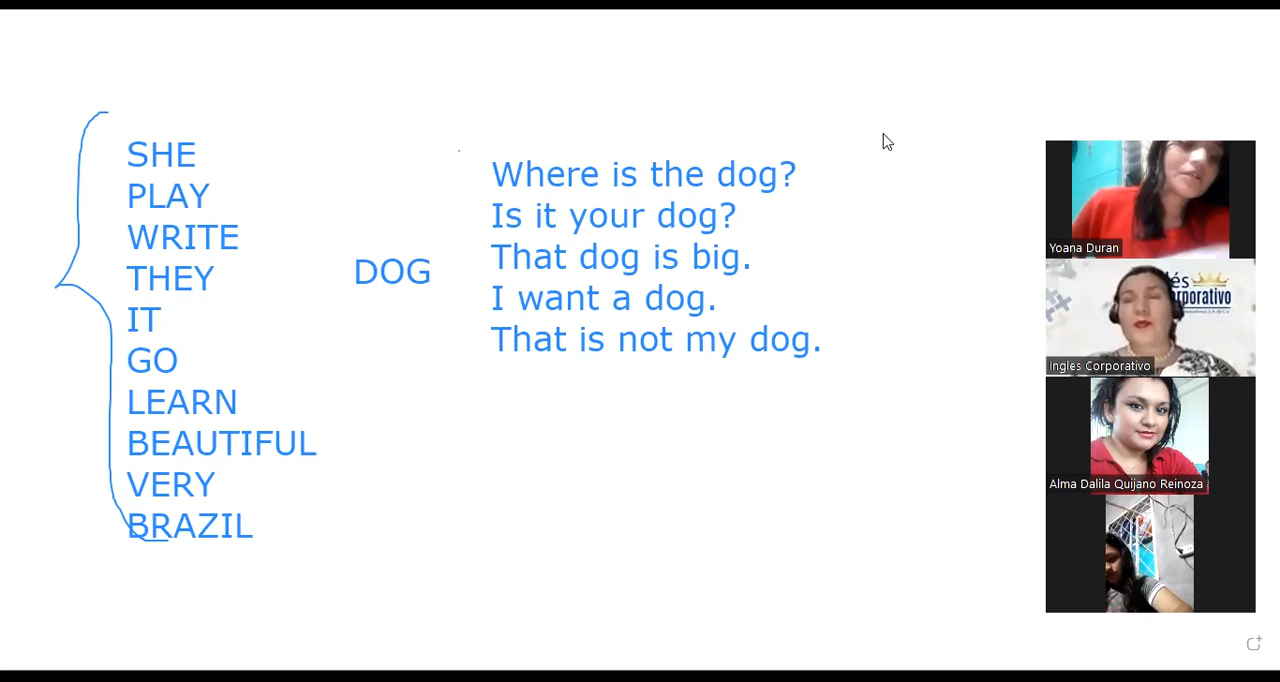 SHE
PLAY
WRITE
THEY
IT
GO
LEARN
BEAUTIFUL
VERY
BRAZIL
DOG
Where is the dog?
Is it your dog?
That dog is big.
I want a dog.
That is not my dog.
Yoana Duran
Ingles Corporativo
Alma Dalila Quijano Reinoza